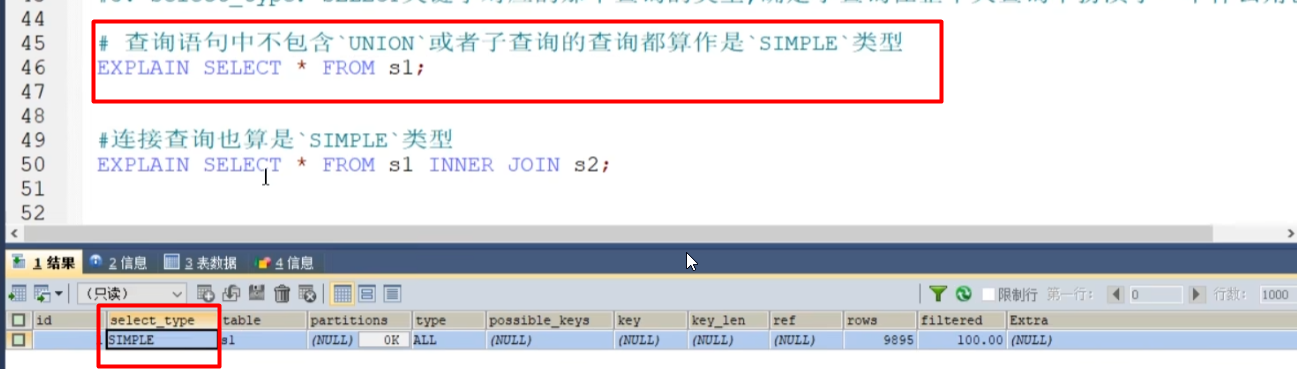 44
45 # 查询语句中不包含`UNION`或者子查询的查询都算作是`SIMPLE`类型
46 EXPLAIN SELECT * FROM s1;
47
48
49 #连接查询也算是`SIMPLE`类型
50 EXPLAIN SELECT * FROM s1 INNER JOIN s2;
51
52
1 结果 2 信息 3 表数据 4 信息
(只读) 限制行 第一行: 0 行数: 1000
id select_type table partitions type possible_keys key key_len ref rows filtered Extra
SIMPLE s1 (NULL) 0K ALL (NULL) (NULL) (NULL) (NULL) 9895 100.00 (NULL)